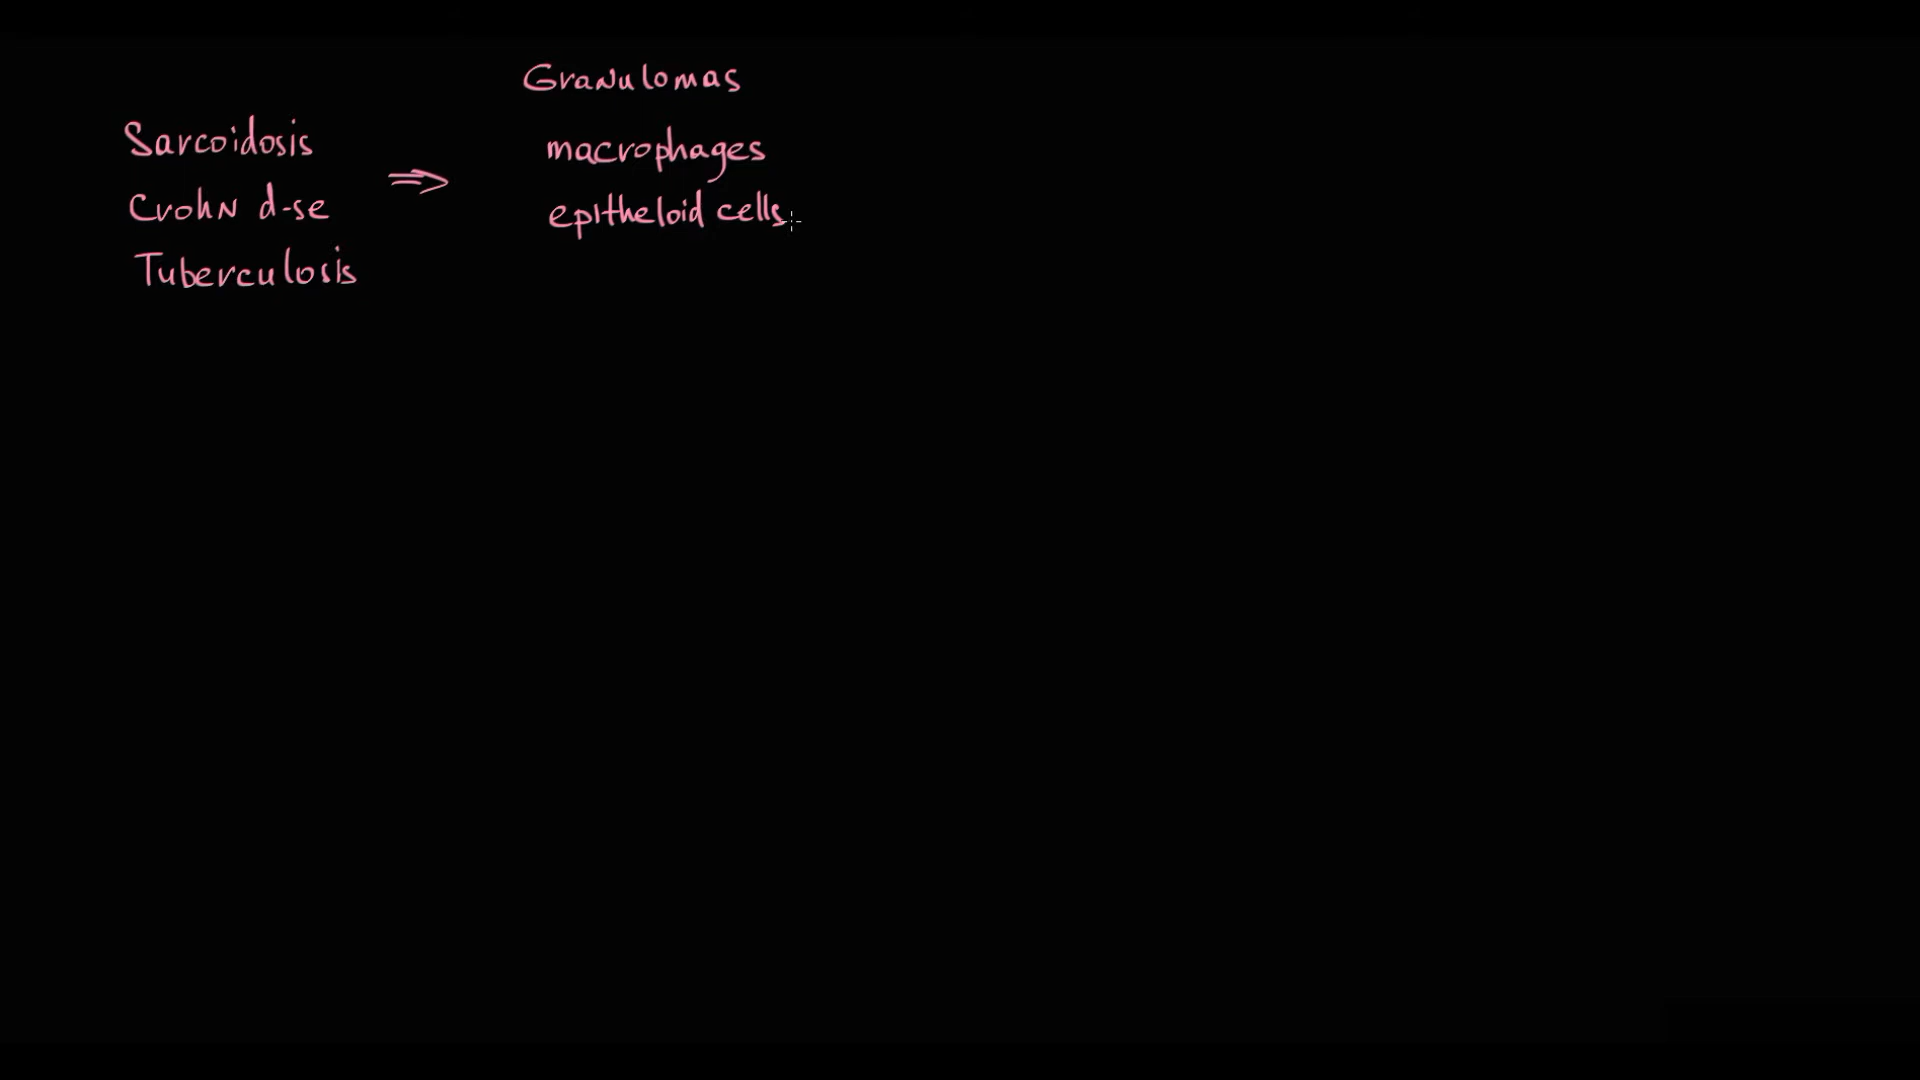 Granulomas
Sarcoidosis
Crohn d-se
Tuberculosis
⇒
macrophages
epitheloid cells